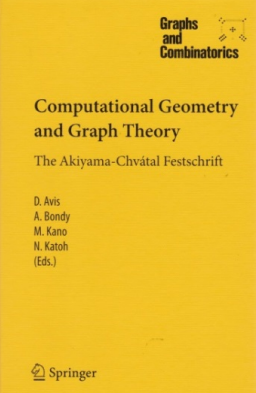 Graphs
and
Combinatorics
Computational Geometry
and Graph Theory
The Akiyama-Chvátal Festschrift
D. Avis
A. Bondy
M. Kano
N. Katoh
(Eds.)
Springer